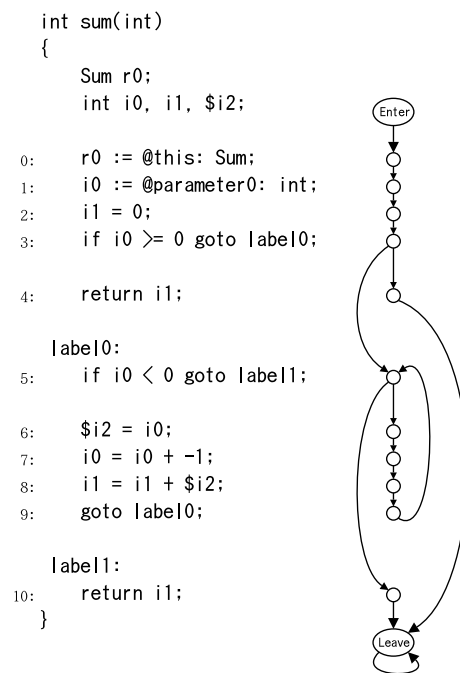 int sum(int)
{
Sum r0;
int i0, i1, $i2;
0: r0 := @this: Sum;
1: i0 := @parameter0: int;
2: i1 = 0;
3: if i0 >= 0 goto label0;
4: return i1;
label0:
5: if i0 < 0 goto label1;
6: $i2 = i0;
7: i0 = i0 + -1;
8: i1 = i1 + $i2;
9: goto label0;
label1:
10: return i1;
}
Enter
Leave